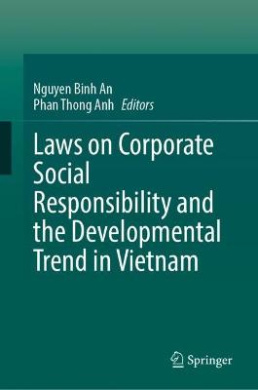 Nguyen Binh An
Phan Thong Anh Editors
Laws on Corporate
Social
Responsibility and
the Developmental
Trend in Vietnam
Springer